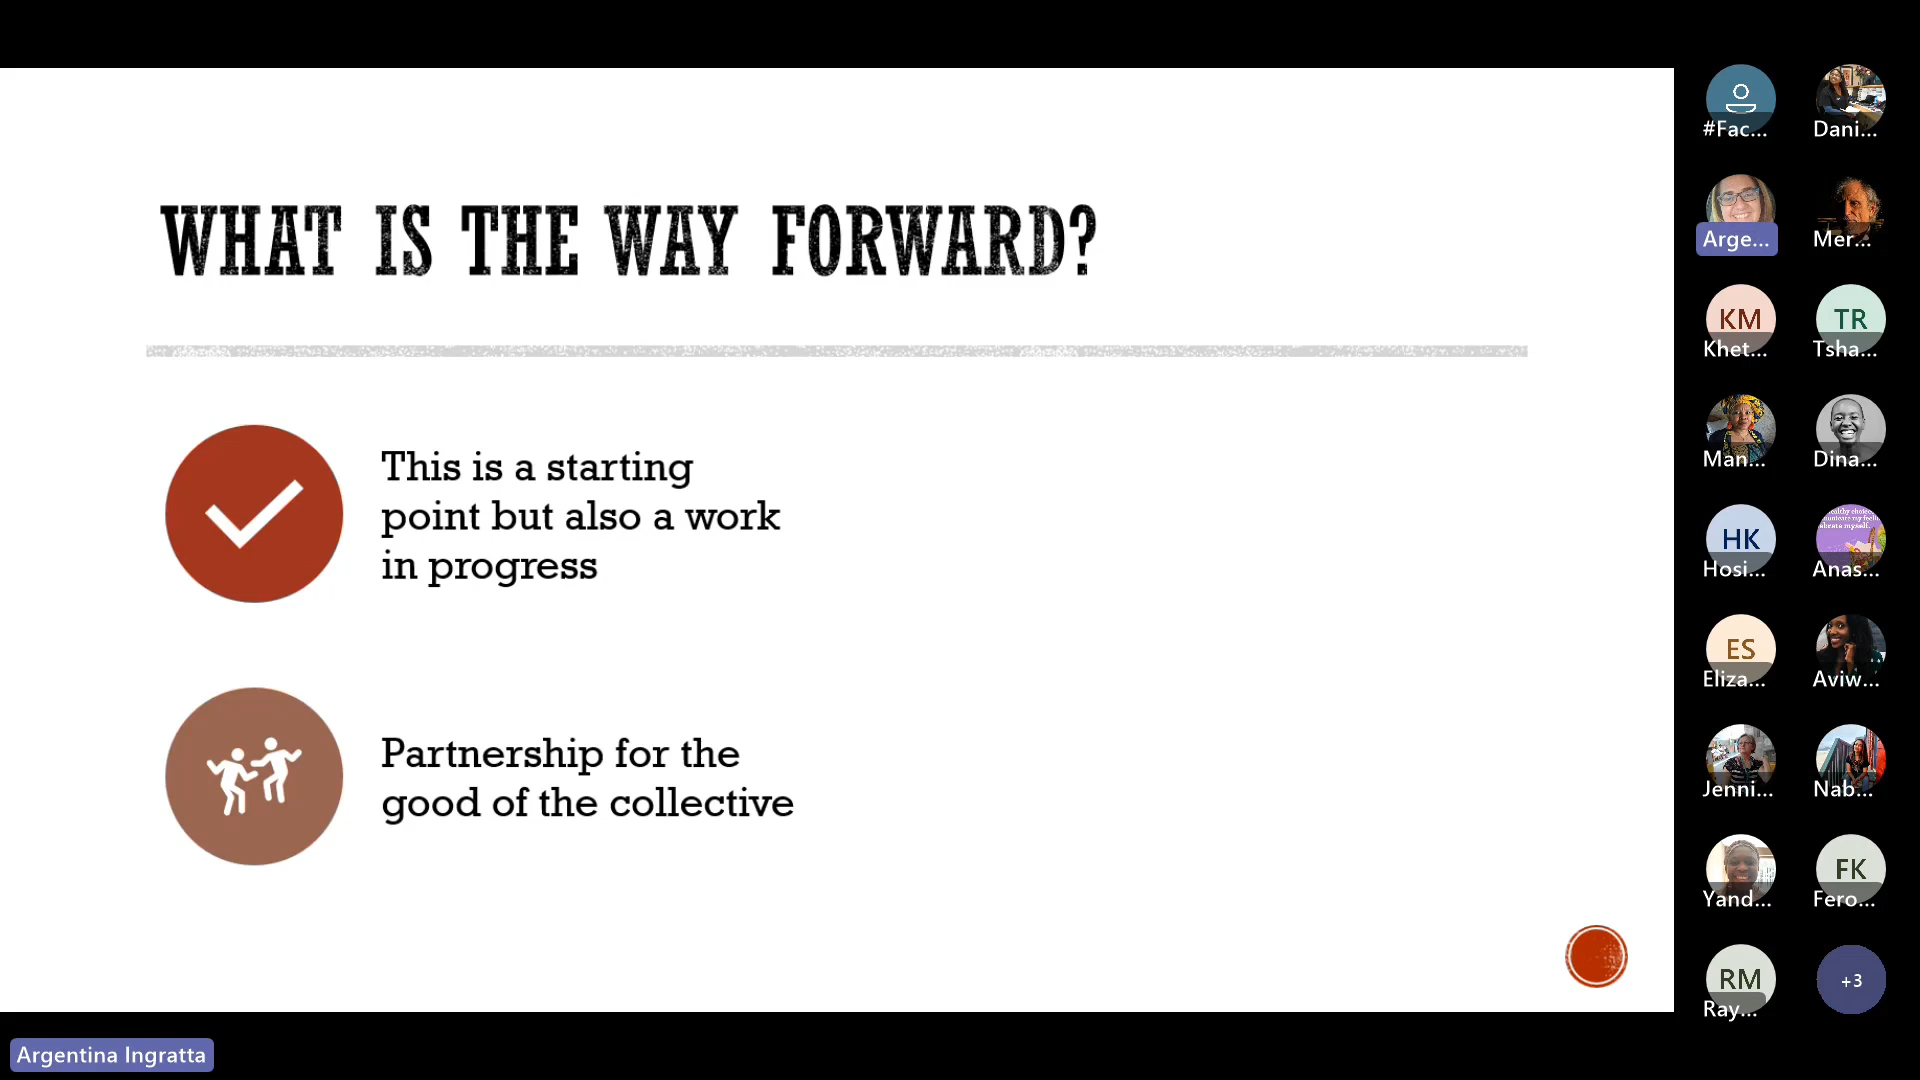 WHAT IS THE WAY FORWARD?
This is a starting
point but also a work
in progress
Partnership for the
good of the collective
#Fac...
Dani...
Arge...
Mer...
KM
Khet...
TR
Tsha...
Man...
Dina...
HK
Hosi...
Anas...
ES
Eliza...
Aviw...
Jenni...
Nab...
Yand...
FK
Fero...
RM
Ray...
+3
Argentina Ingratta